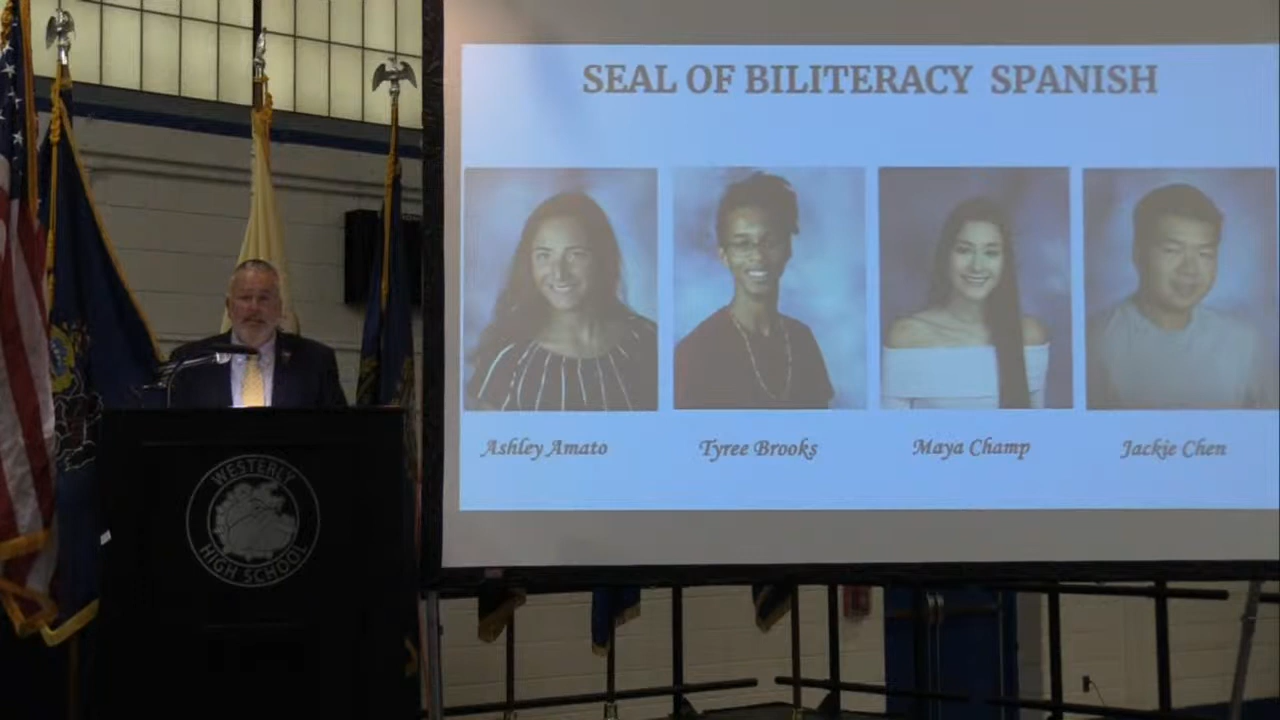 SEAL OF BILITERACY SPANISH
Ashley Amato
Tyree Brooks
Maya Champ
Jackie Chen
WESTERLY
HIGH SCHOOL